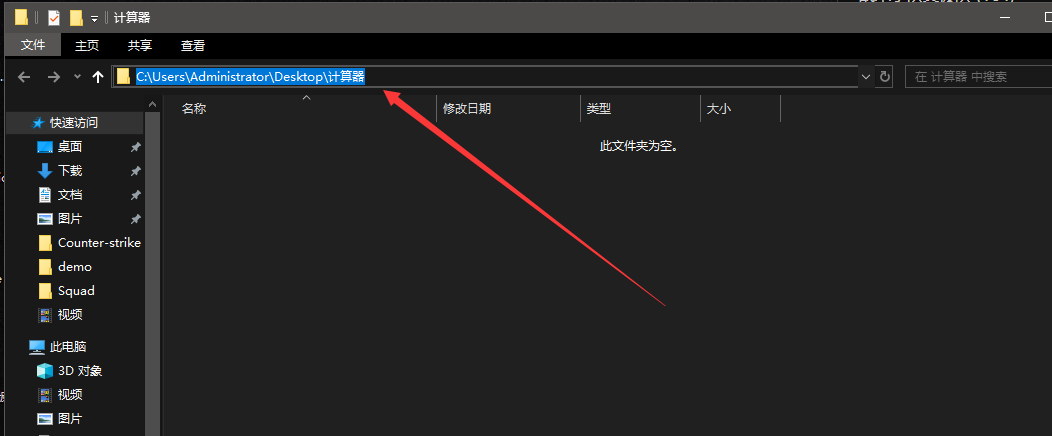 计算器
文件 主页 共享 查看
C:\Users\Administrator\Desktop\计算器
在 计算器 中搜索
名称 修改日期 类型 大小
此文件夹为空。
快速访问
桌面
下载
文档
图片
Counter-strike
demo
Squad
视频
此电脑
3D 对象
视频
图片